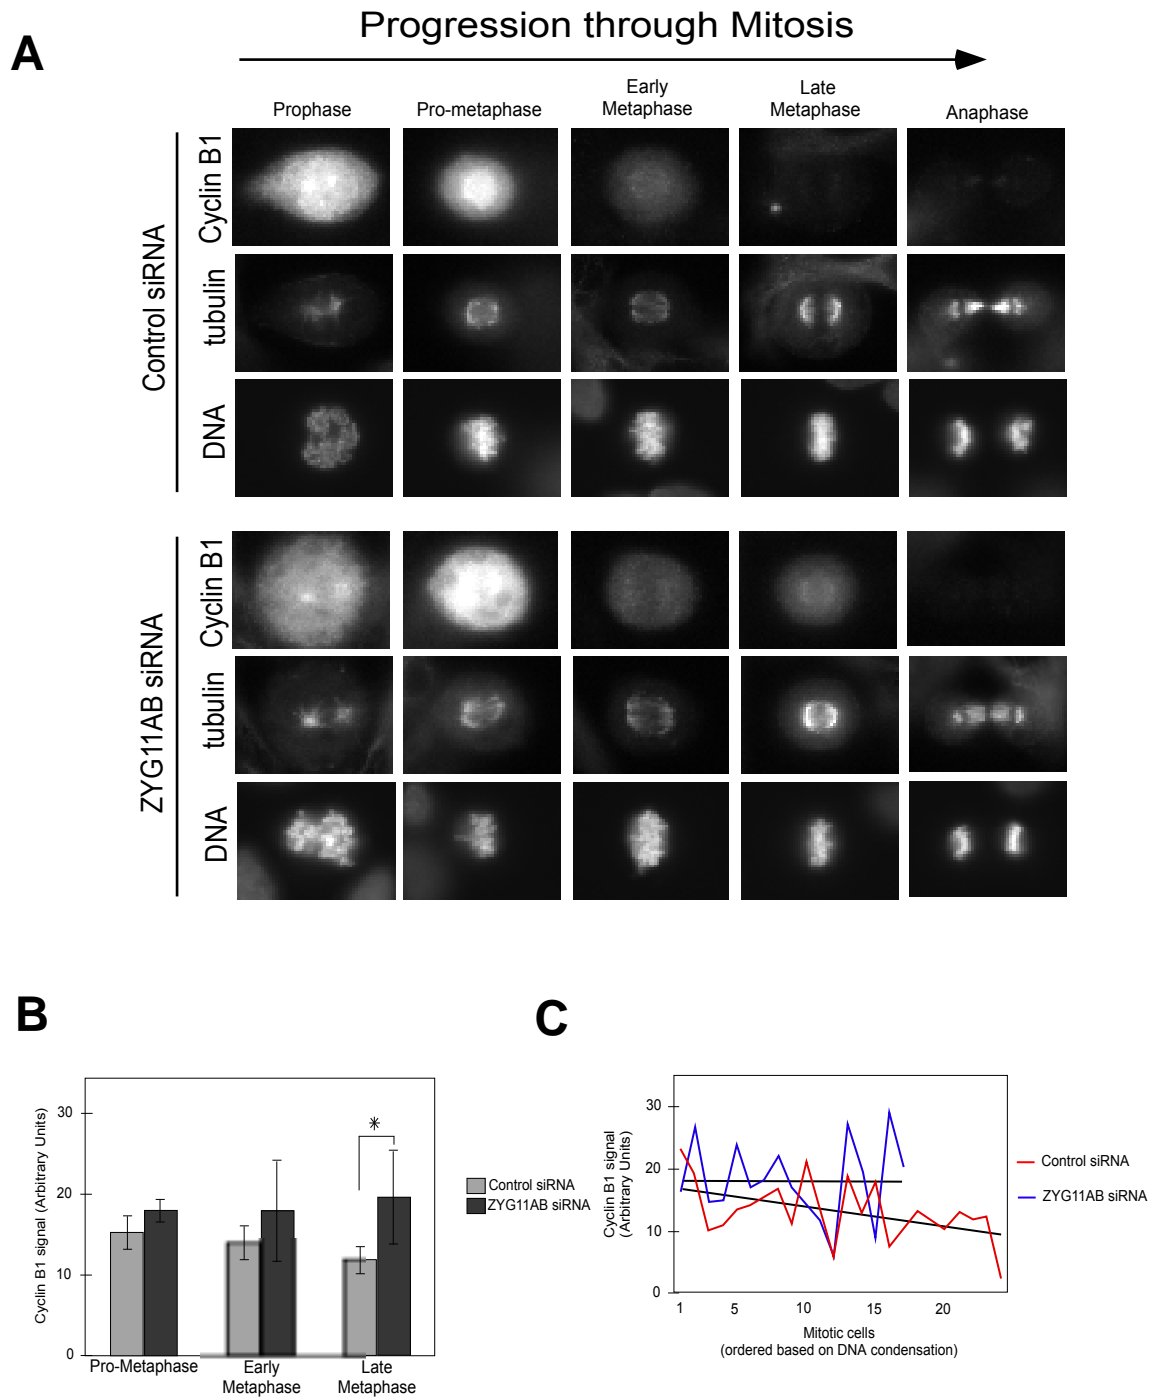 Progression through Mitosis
A
Prophase
Pro-metaphase
Early
Metaphase
Late
Metaphase
Anaphase
Control siRNA
Cyclin B1
tubulin
DNA
ZYG11AB siRNA
Cyclin B1
tubulin
DNA
B
Cyclin B1 signal (Arbitrary Units)
30
20
10
0
*
Control siRNA
ZYG11AB siRNA
Pro-Metaphase
Early
Metaphase
Late
Metaphase
C
Cyclin B1 signal
(Arbitrary Units)
30
20
10
0
1 5 10 15 20
Mitotic cells
(ordered based on DNA condensation)
Control siRNA
ZYG11AB siRNA